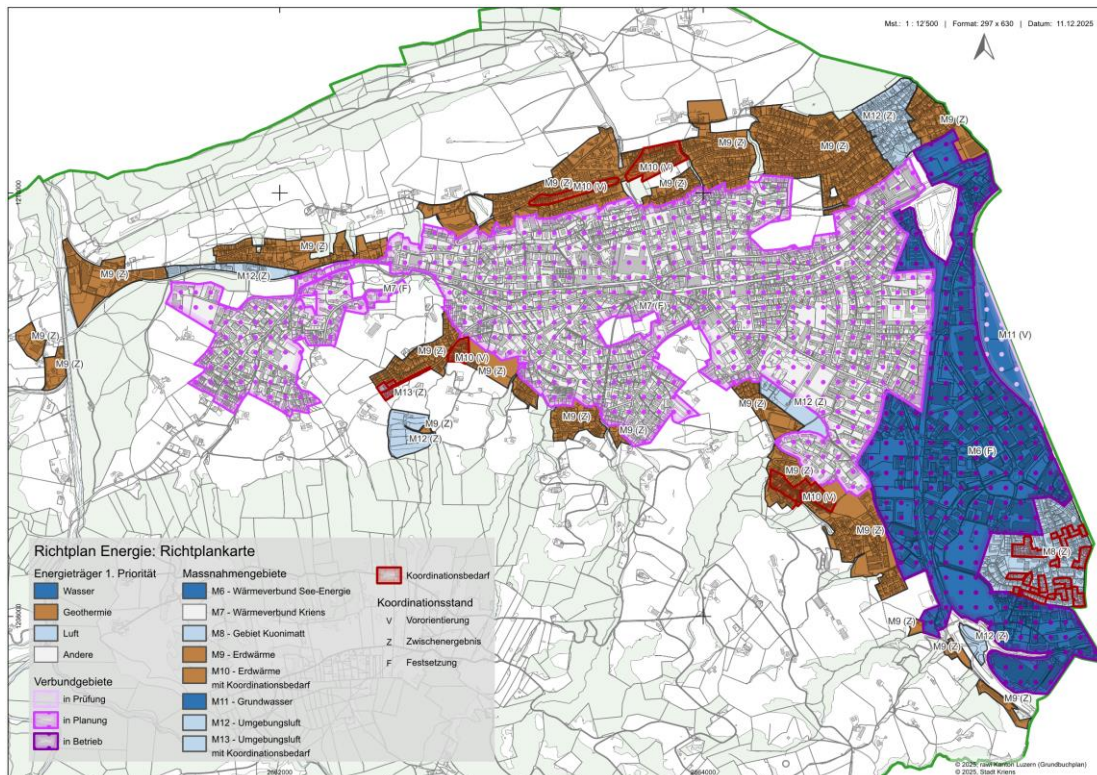 Mst.: 1 : 12'500 | Format: 297 x 630 | Datum: 11.12.2025
M12 (Z)
M9 (Z)
M9 (Z)
M9 (Z)
M10 (V)
M9 (Z)
M10 (V)
M9 (Z)
M9 (Z)
M9 (Z)
M12 (Z)
M7 (F)
M7 (F)
M11 (V)
M9 (Z)
M9 (Z)
M9 (Z)
M10 (V)
M9 (Z)
M13 (Z)
M12 (Z)
M9 (Z)
M9 (Z)
M12 (Z)
M9 (Z)
M9 (Z)
M6 (F)
M9 (Z)
M10 (V)
M9 (Z)
M8 (Z)
M9 (Z)
M12 (Z)
M9 (Z)
M9 (Z)
Richtplan Energie: Richtplankarte
Energieträger 1. Priorität
Wasser
Geothermie
Luft
Andere
Verbundgebiete
in Prüfung
in Planung
in Betrieb
Massnahmengebiete
M6 - Wärmeverbund See-Energie
M7 - Wärmeverbund Kriens
M8 - Gebiet Kuonimatt
M9 - Erdwärme
M10 - Erdwärme
mit Koordinationsbedarf
M11 - Grundwasser
M12 - Umgebungsluft
M13 - Umgebungsluft
mit Koordinationsbedarf
Koordinationsbedarf
Koordinationsstand
V Vororientierung
Z Zwischenergebnis
F Festsetzung
2662000
2664000
© 2025, rawi Kanton Luzern (Grundbuchplan)
© 2025, Stadt Kriens